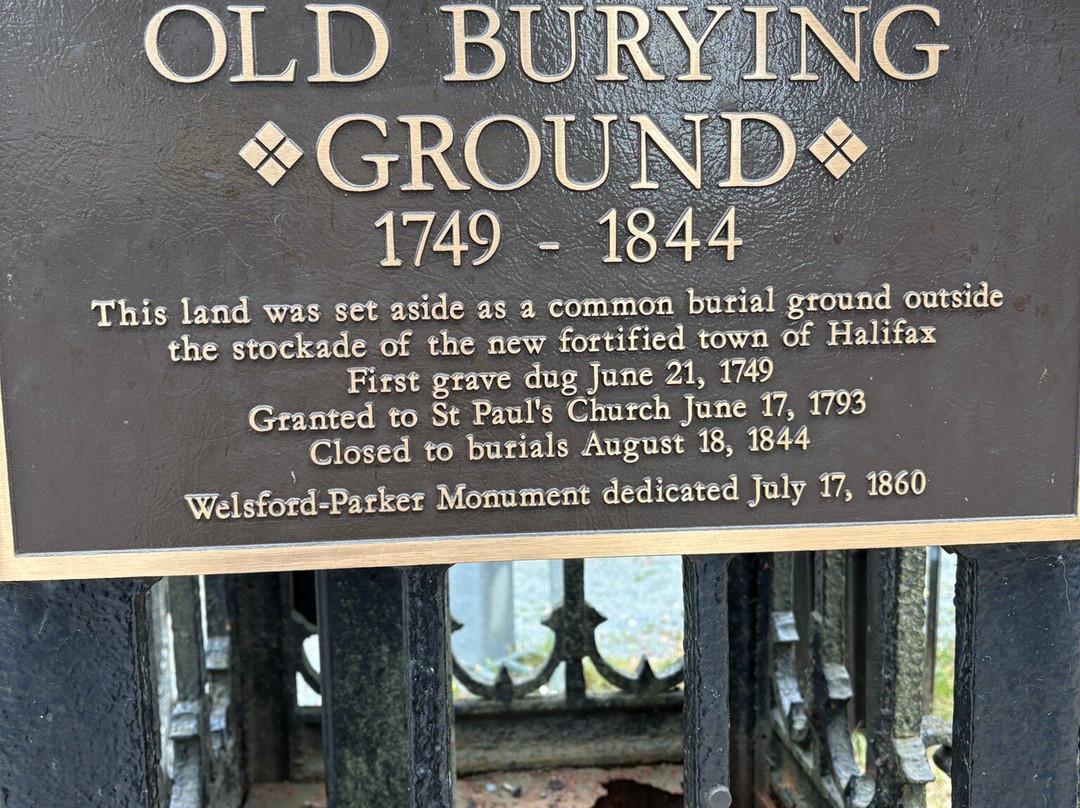 OLD BURYING
GROUND
1749 - 1844
This land was set aside as a common burial ground outside
the stockade of the new fortified town of Halifax
First grave dug June 21, 1749
Granted to St Paul's Church June 17, 1793
Closed to burials August 18, 1844
Welsford-Parker Monument dedicated July 17, 1860